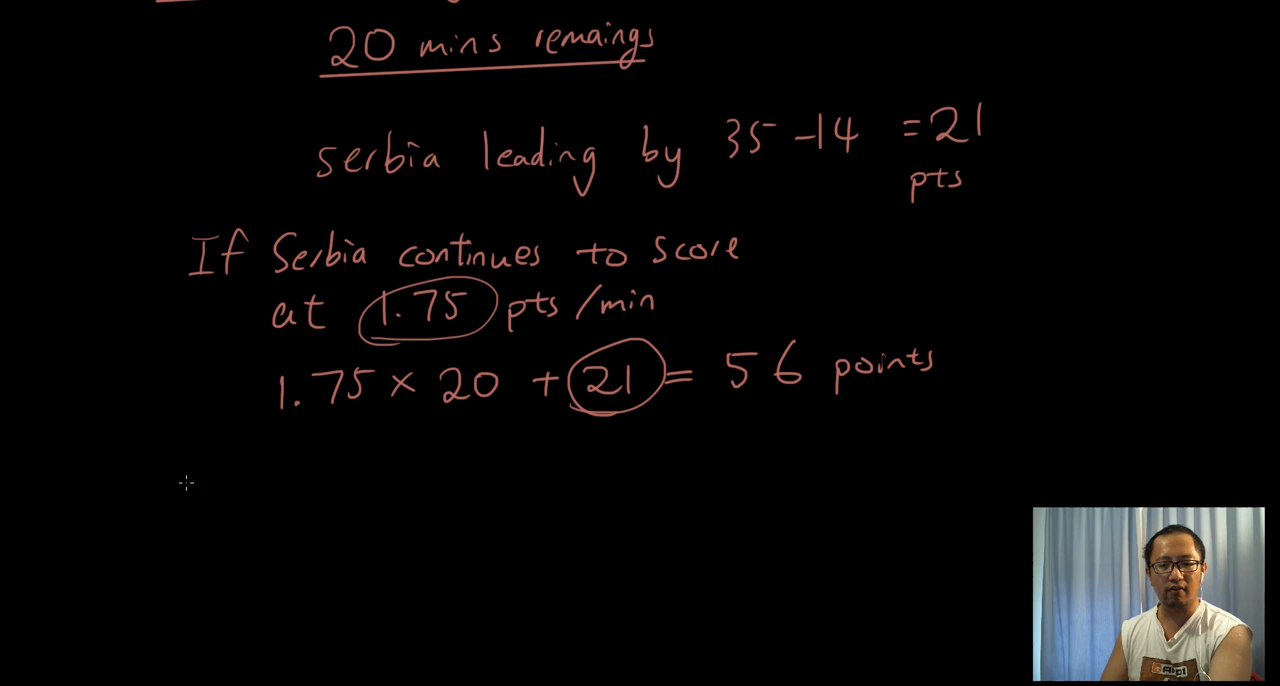 20 mins remaings
Serbia leading by 35-14 = 21
pts
If Serbia continues to score
at 1.75 pts/min
1.75 × 20 + 21 = 56 points